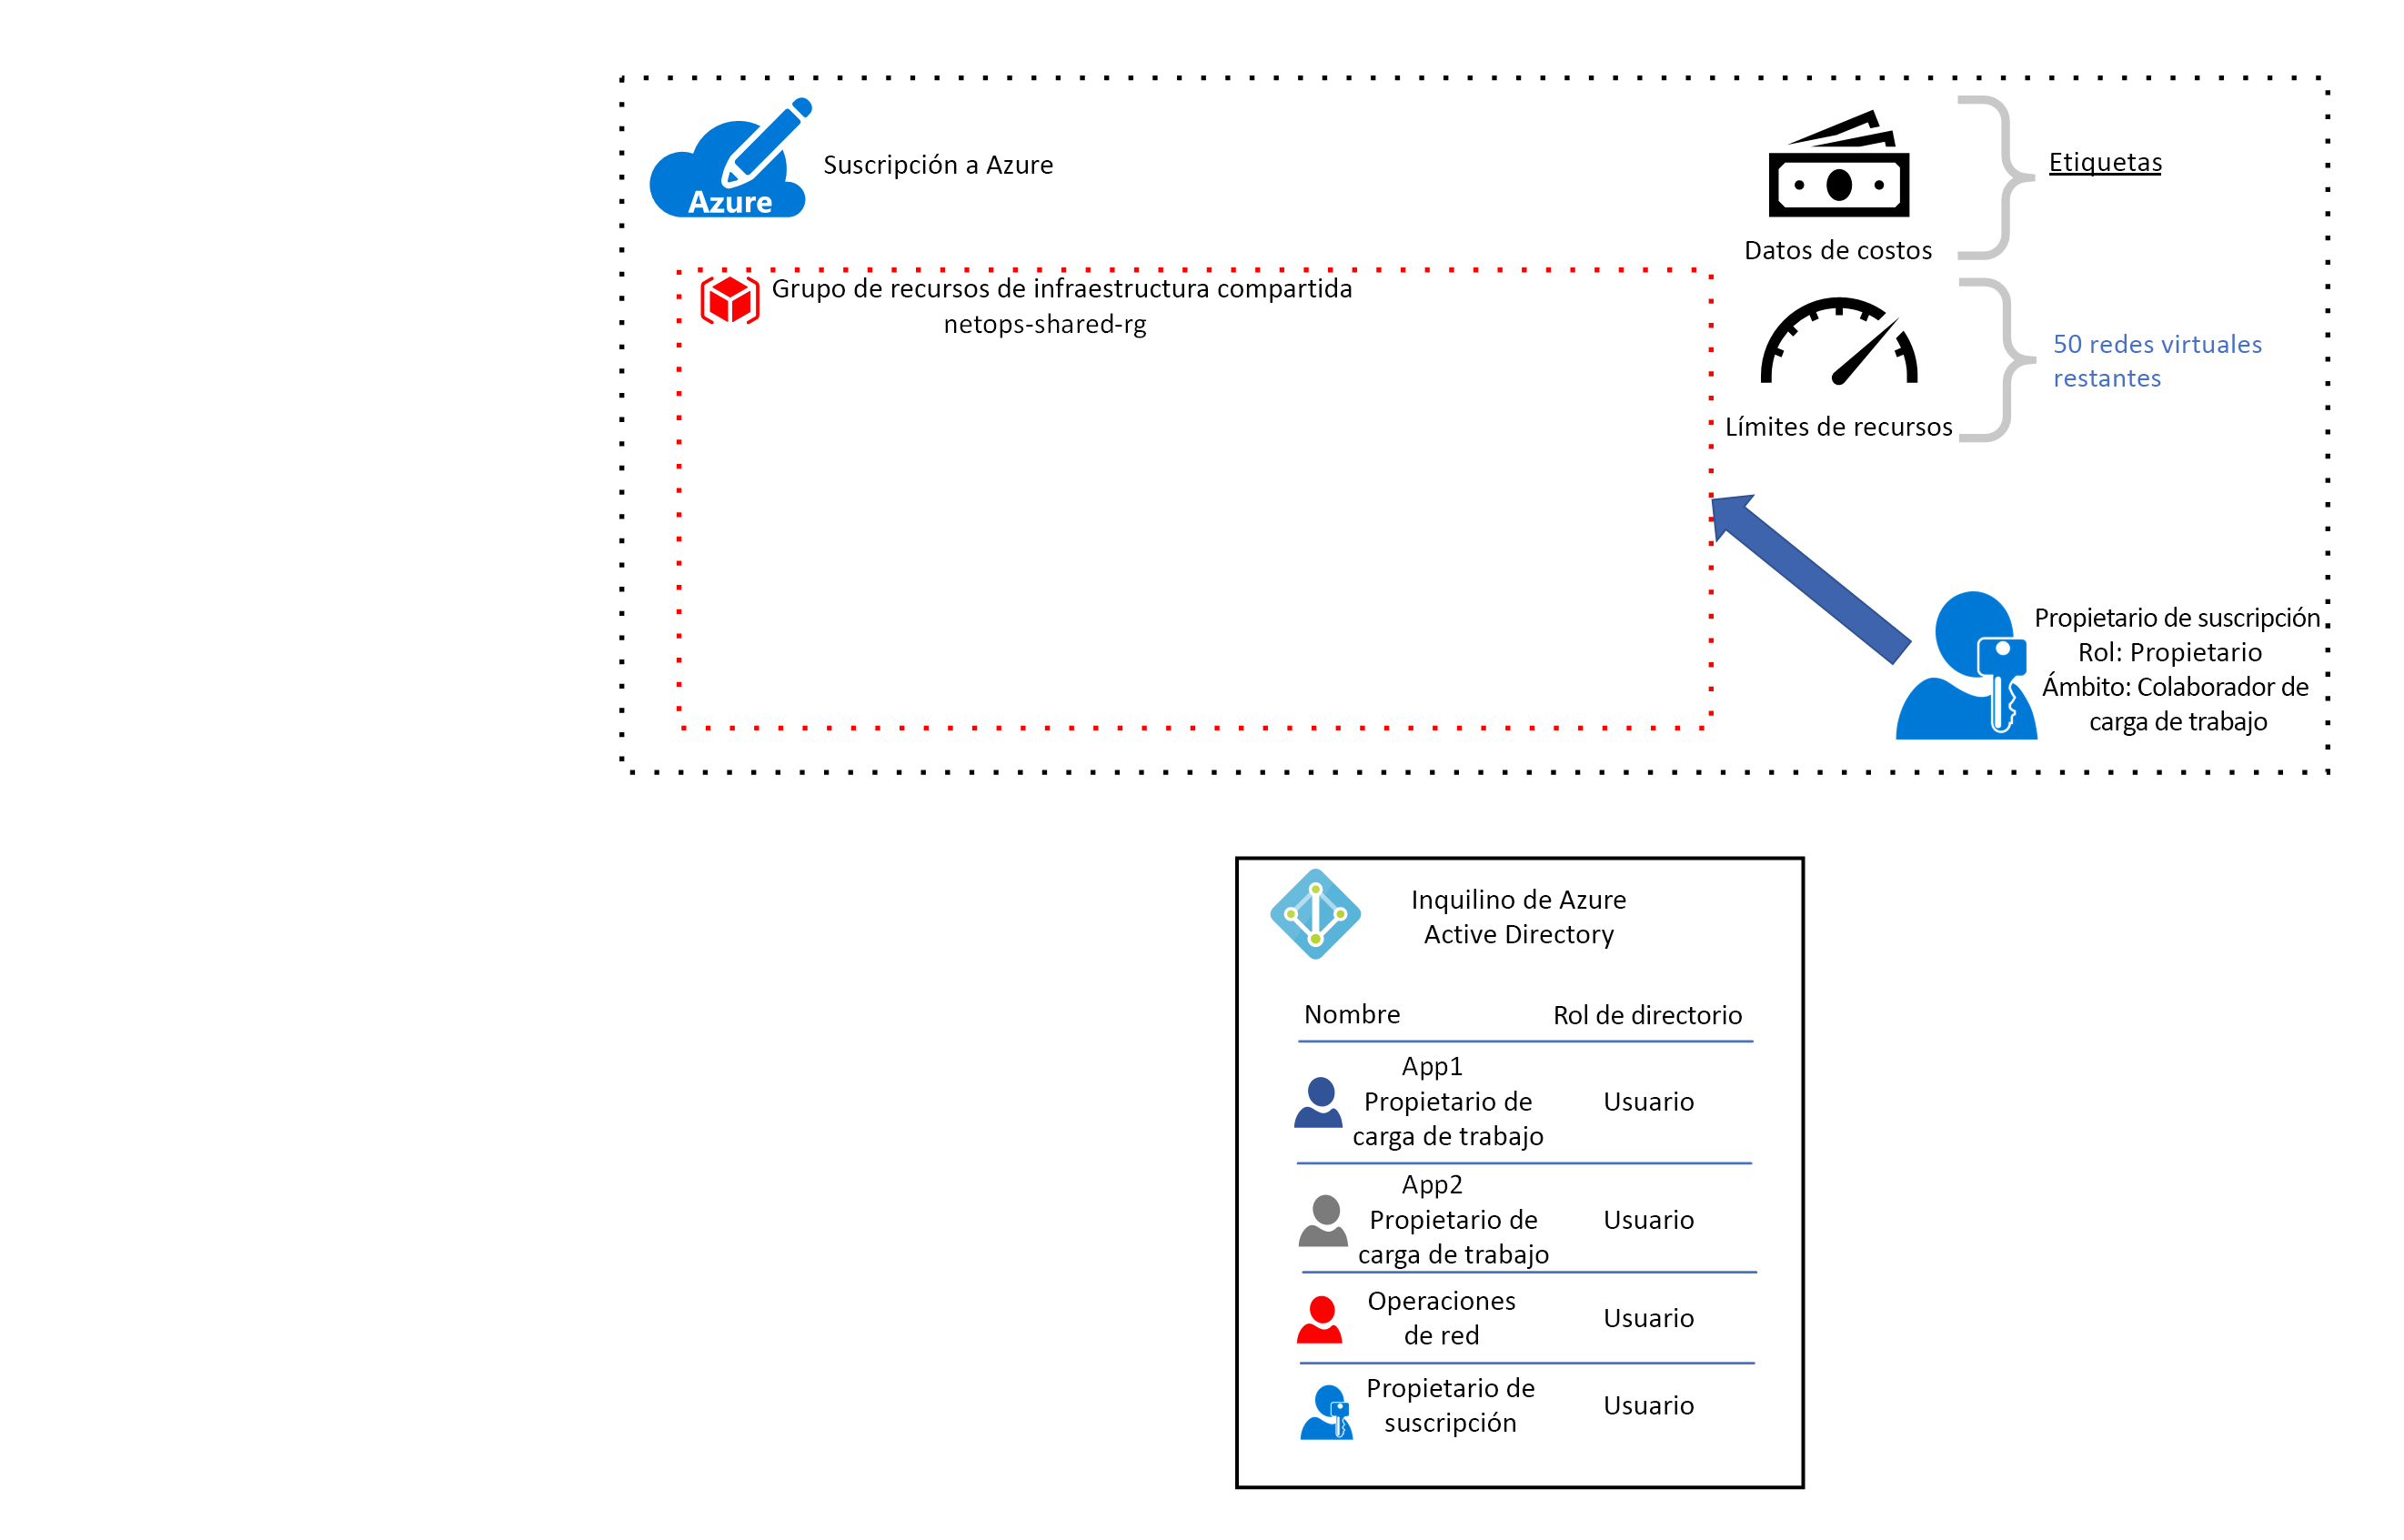 Azure
Suscripción a Azure
Datos de costos
Etiquetas
Grupo de recursos de infraestructura compartida
netops-shared-rg
Límites de recursos
50 redes virtuales
restantes
Propietario de suscripción
Rol: Propietario
Ámbito: Colaborador de
carga de trabajo
Inquilino de Azure
Active Directory
Nombre
Rol de directorio
App1
Propietario de
carga de trabajo
Usuario
App2
Propietario de
carga de trabajo
Usuario
Operaciones
de red
Usuario
Propietario de
suscripción
Usuario